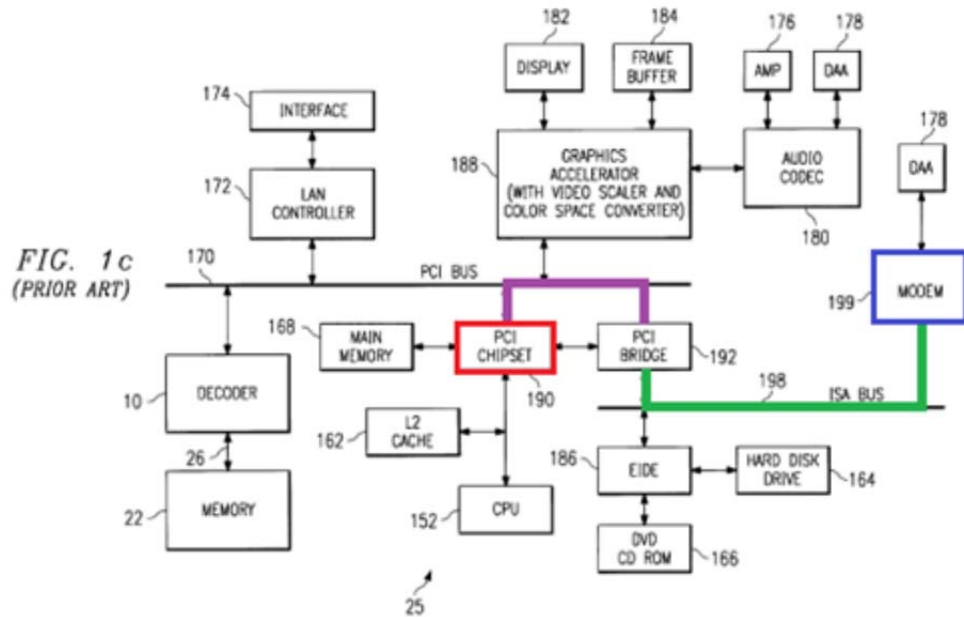 182
184
176
178
DISPLAY
FRAME
BUFFER
AMP
DAA
174
INTERFACE
178
188
GRAPHICS
ACCELERATOR
(WITH VIDEO SCALER AND
COLOR SPACE CONVERTER)
AUDIO
CODEC
DAA
172
LAN
CONTROLLER
180
FIG. 1c
(PRIOR ART)
170
PCI BUS
199
MODEM
168
MAIN
MEMORY
PCI
CHIPSET
PCI
BRIDGE
192
190
198
ISA BUS
10
DECODER
162
L2
CACHE
26
186
EIDE
HARD DISK
DRIVE
164
22
MEMORY
152
CPU
DVD
CD ROM
166
25